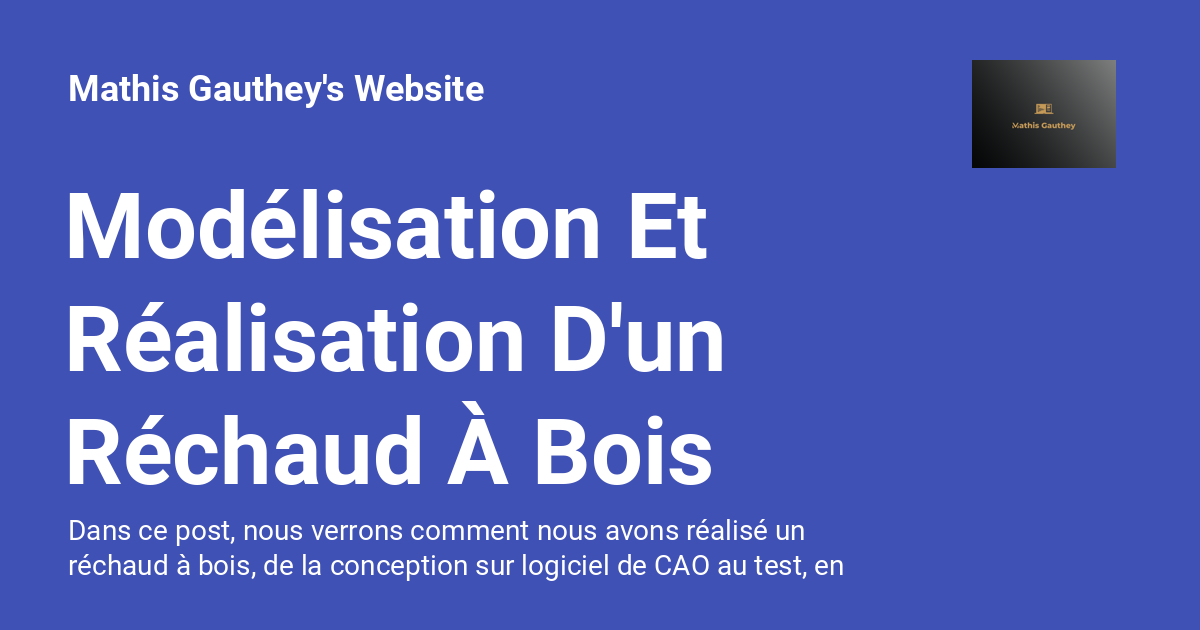 Mathis Gauthey's Website
Mathis Gauthey
Modélisation Et
Réalisation D'un
Réchaud À Bois
Dans ce post, nous verrons comment nous avons réalisé un
réchaud à bois, de la conception sur logiciel de CAO au test, en